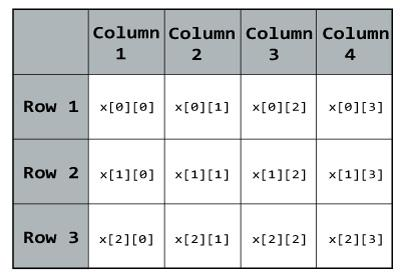 Column 1 Column 2 Column 3 Column 4
Row 1 x[0][0] x[0][1] x[0][2] x[0][3]
Row 2 x[1][0] x[1][1] x[1][2] x[1][3]
Row 3 x[2][0] x[2][1] x[2][2] x[2][3]